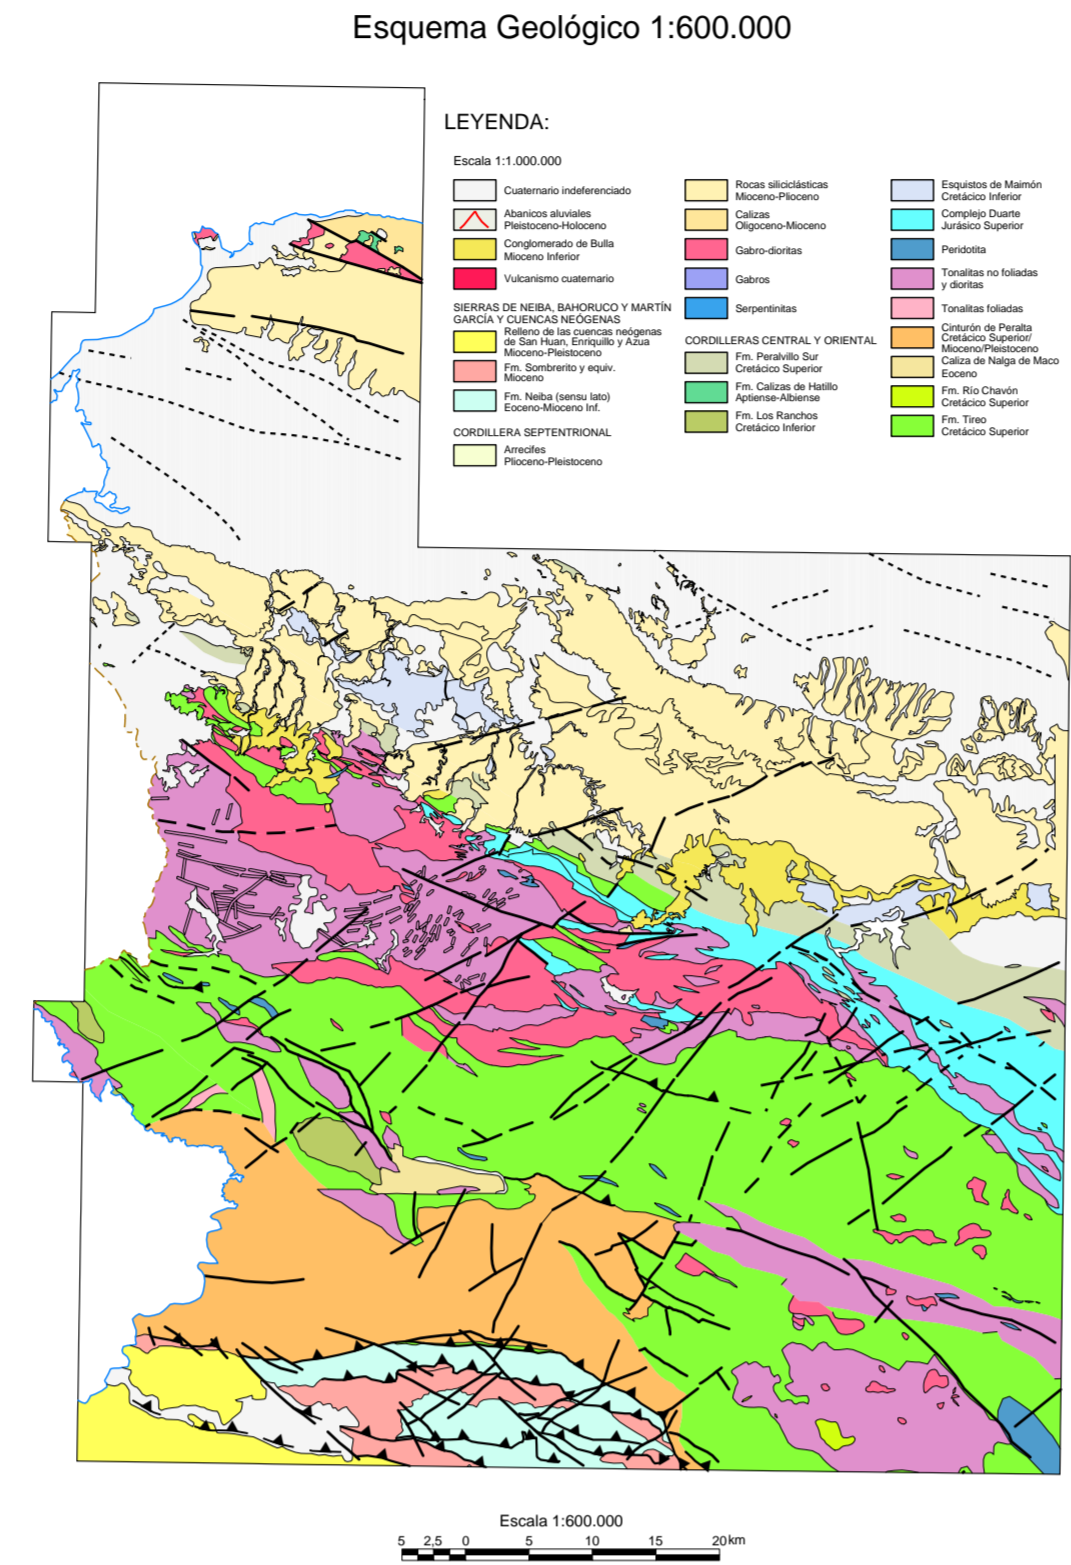 Esquema Geológico 1:600.000
LEYENDA:
Escala 1:1.000.000
Cuaternario indeferenciado
Abanicos aluviales
Pleistoceno-Holoceno
Conglomerado de Bulla
Mioceno Inferior
Vulcanismo cuaternario
SIERRAS DE NEIBA, BAHORUCO Y MARTÍN
GARCÍA Y CUENCAS NEÓGENAS
Relleno de las cuencas neógenas
de San Huan, Enriquillo y Azua
Mioceno-Pleistoceno
Fm. Sombrerito y equiv.
Mioceno
Fm. Neiba (sensu lato)
Eoceno-Mioceno Inf.
CORDILLERA SEPTENTRIONAL
Arrecifes
Plioceno-Pleistoceno
Rocas siliciclásticas
Mioceno-Plioceno
Calizas
Oligoceno-Mioceno
Gabro-dioritas
Gabros
Serpentinitas
CORDILLERAS CENTRAL Y ORIENTAL
Fm. Peralvillo Sur
Cretácico Superior
Fm. Calizas de Hatillo
Aptiense-Albiense
Fm. Los Ranchos
Cretácico Inferior
Esquistos de Maimón
Cretácico Inferior
Complejo Duarte
Jurásico Superior
Peridotita
Tonalitas no foliadas
y dioritas
Tonalitas foliadas
Cinturón de Peralta
Cretácico Superior/
Mioceno/Pleistoceno
Caliza de Nalga de Maco
Eoceno
Fm. Río Chavón
Cretácico Superior
Fm. Tireo
Cretácico Superior
Escala 1:600.000
5 2,5 0 5 10 15 20 km